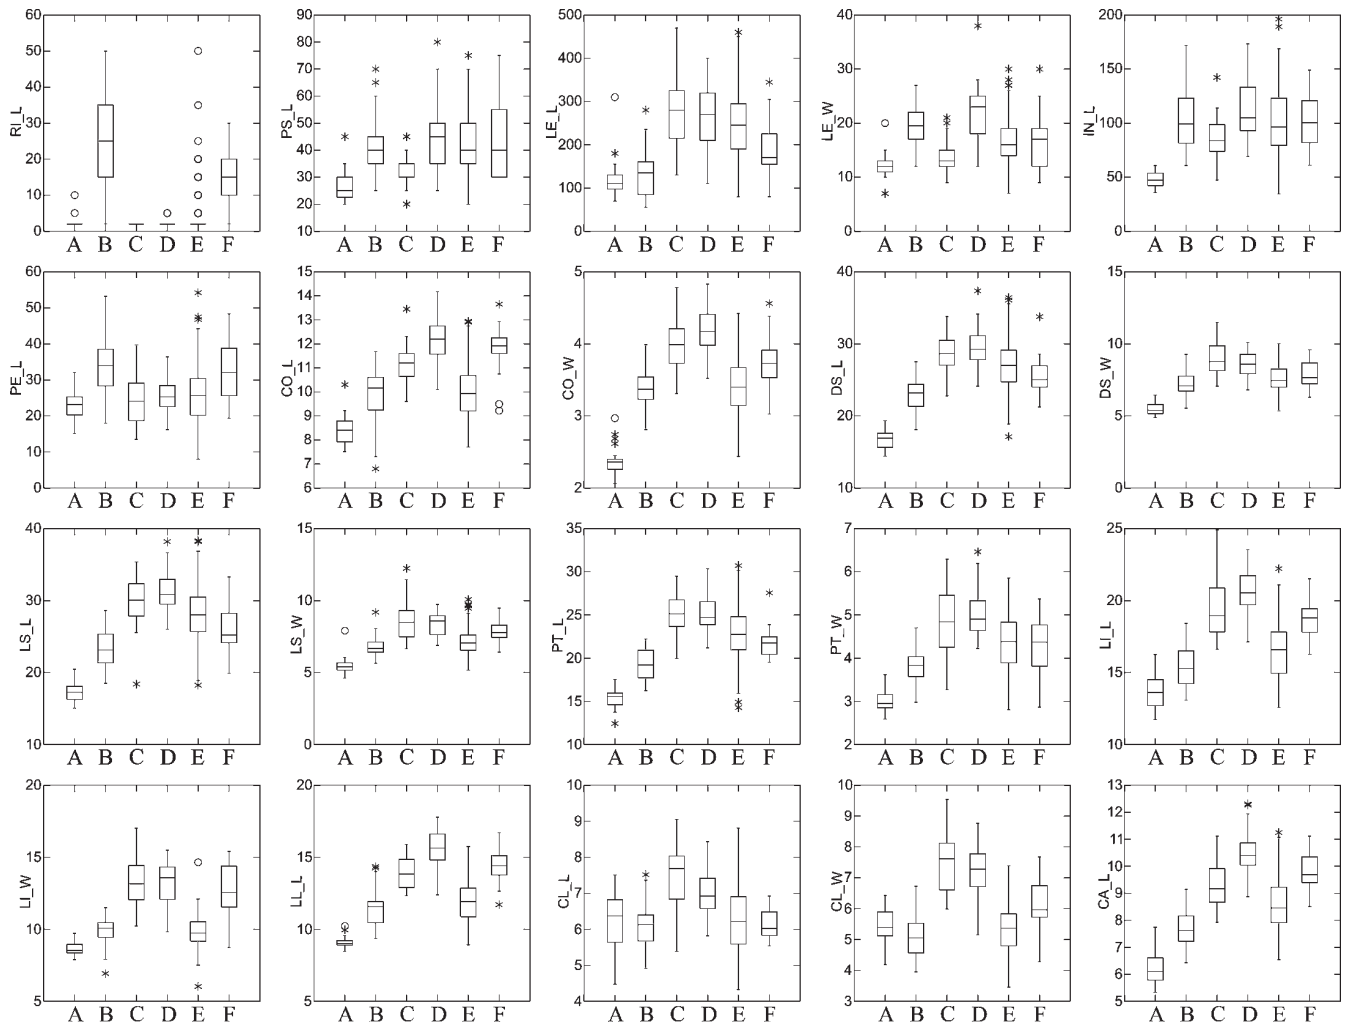 RI_L
60
50
40
30
20
10
0
A B C D E F
PS_L
90
80
70
60
50
40
30
20
10
A B C D E F
LE_L
500
400
300
200
100
0
A B C D E F
LE_W
40
30
20
10
0
A B C D E F
IN_L
200
150
100
50
0
A B C D E F
PE_L
60
50
40
30
20
10
0
A B C D E F
CO_L
15
14
13
12
11
10
9
8
7
6
A B C D E F
CO_W
5
4
3
2
A B C D E F
DS_L
40
30
20
10
A B C D E F
DS_W
15
10
5
0
A B C D E F
LS_L
40
30
20
10
A B C D E F
LS_W
15
10
5
0
A B C D E F
PT_L
35
30
25
20
15
10
A B C D E F
PT_W
7
6
5
4
3
2
A B C D E F
LI_L
25
20
15
10
A B C D E F
LI_W
20
15
10
5
A B C D E F
LL_L
20
15
10
5
A B C D E F
CL_L
10
9
8
7
6
5
4
A B C D E F
CL_W
10
9
8
7
6
5
4
3
A B C D E F
CA_L
13
12
11
10
9
8
7
6
5
A B C D E F